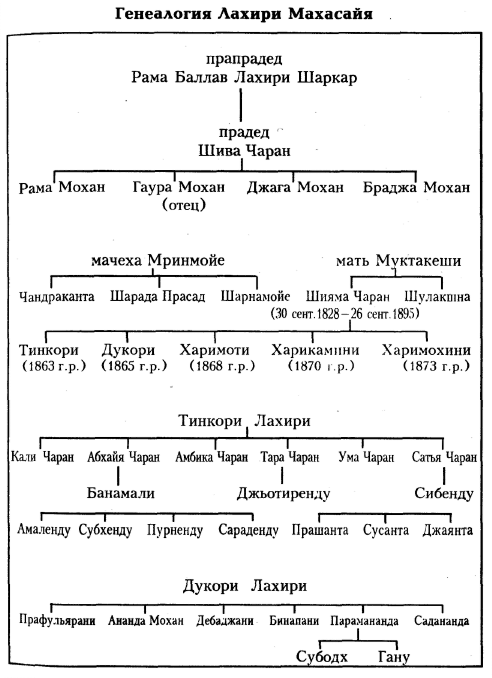 Генеалогия Лахири Махасайя
прапрадед
Рама Баллав Лахири Шаркар
прадед
Шива Чаран
Рама Мохан Гаура Мохан Джага Мохан Браджа Мохан
(отец)
мачеха Мринмойе мать Муктакеши
Чандраканта Шарада Прасад Шарнамойе Шияма Чаран Шулакшна
(30 сент.1828–26 сент.1895)
Тинкори Дукори Харимоти Харикампни Харимохини
(1863 г.р.) (1865 г.р.) (1868 г.р.) (1870 г.р.) (1873 г.р.)
Тинкори Лахири
Кали Чаран Абхайя Чаран Амбика Чаран Тара Чаран Ума Чаран Сатья Чаран
Банамали Джьотиренду Сибенду
Амаленду Субхенду Пурненду Сараденду Прашанта Сусанта Джаянта
Дукори Лахири
Прафульярани Ананда Мохан Дебаджани Бинапани Парамананда Садананда
Субодх Гану